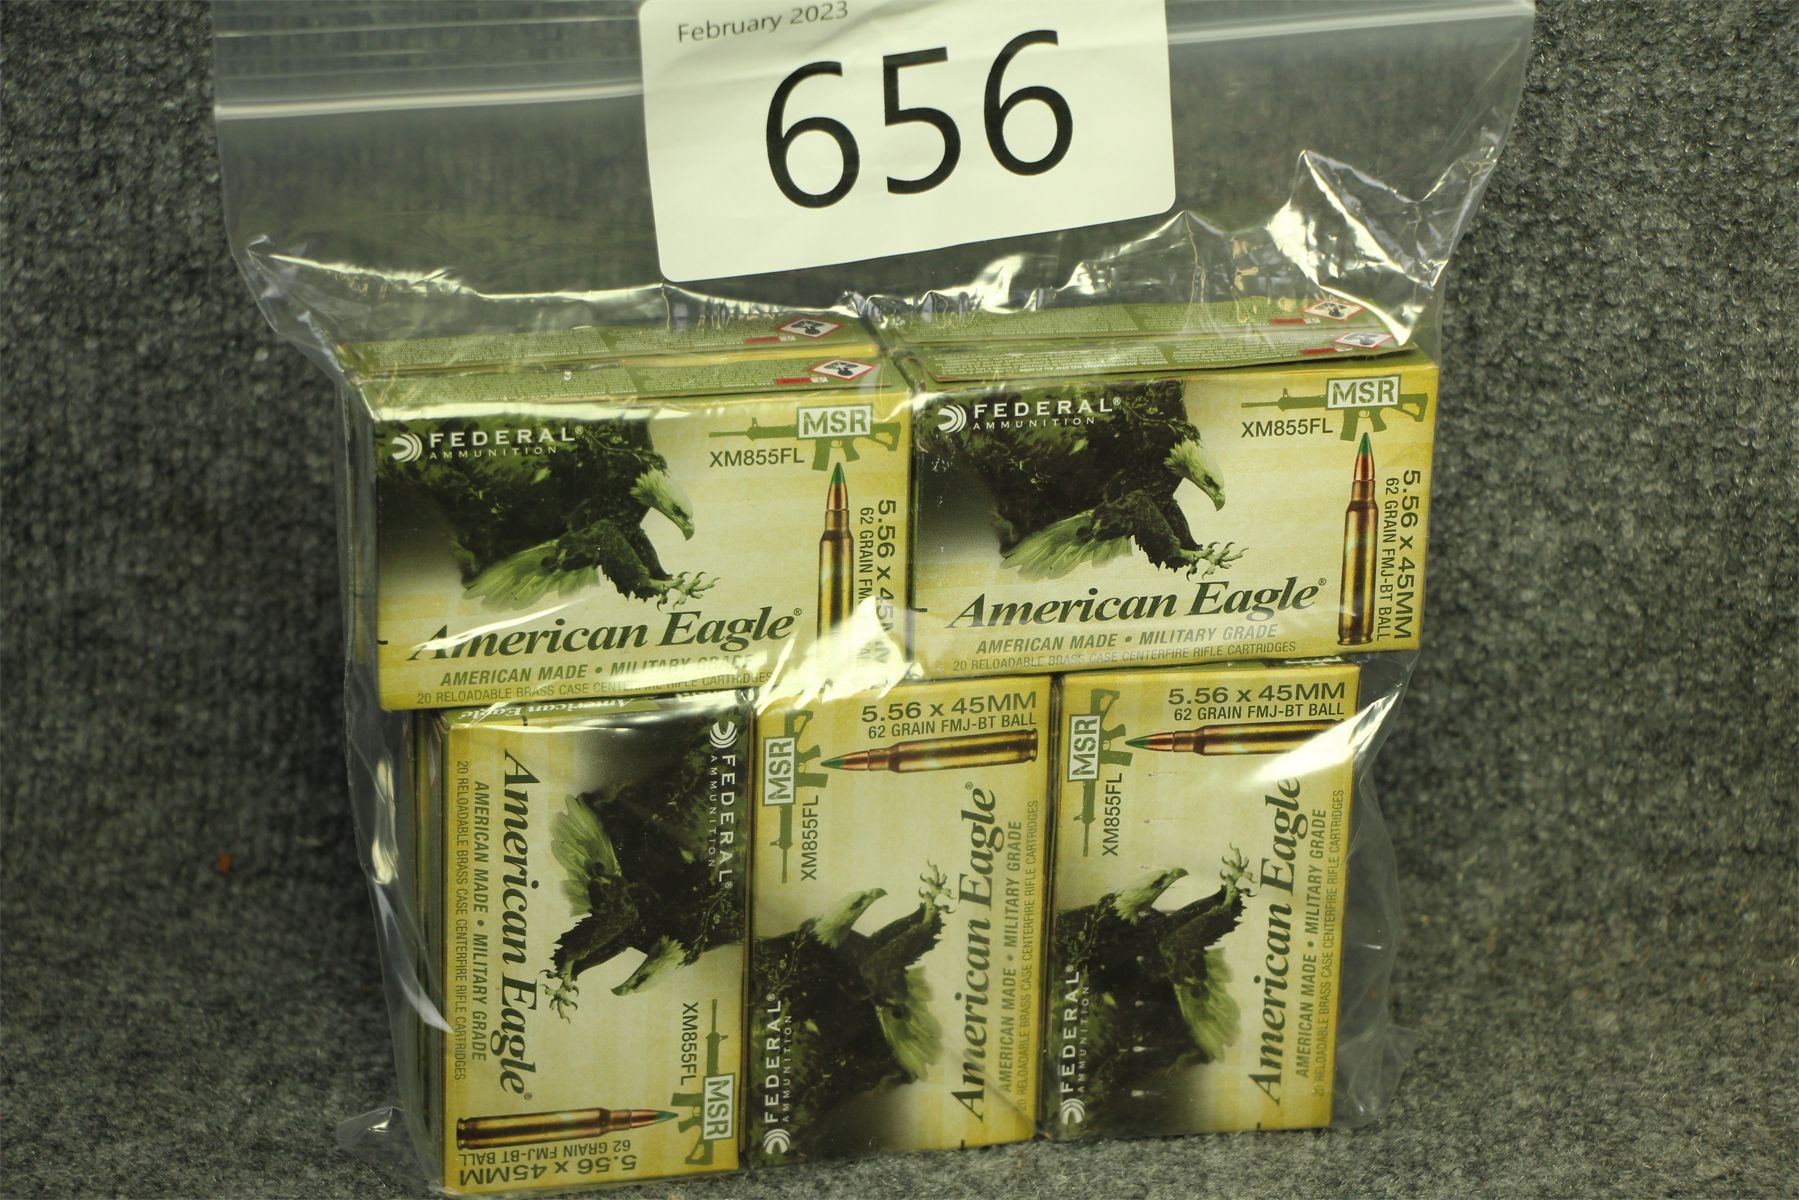 February 2023
656
FEDERAL®
AMMUNITION
MSR
XM855FL
5.56 x 45MM
62 GRAIN FMJ BALL
American Eagle®
AMERICAN MADE • MILITARY GRADE
20 RELOADABLE BRASS CASE CENTERFIRE RIFLE CARTRIDGES
FEDERAL®
AMMUNITION
MSR
XM855FL
5.56 x 45MM
62 GRAIN FMJ-BT BALL
American Eagle®
AMERICAN MADE • MILITARY GRADE
20 RELOADABLE BRASS CASE CENTERFIRE RIFLE CARTRIDGES
American Eagle
FEDERAL®
AMMUNITION
American Eagle®
AMERICAN MADE • MILITARY GRADE
20 RELOADABLE BRASS CASE CENTERFIRE RIFLE CARTRIDGES
XM855FL
MSR
5.56 x 45MM
62 GRAIN FMJ-BT BALL
5.56 x 45MM
62 GRAIN FMJ-BT BALL
MSR
XM855FL
American Eagle®
AMERICAN MADE • MILITARY GRADE
20 RELOADABLE BRASS CASE CENTERFIRE RIFLE CARTRIDGES
FEDERAL®
AMMUNITION
5.56 x 45MM
62 GRAIN FMJ-BT BALL
MSR
XM855FL
American Eagle
AMERICAN MADE • MILITARY GRADE
20 RELOADABLE BRASS CASE CENTERFIRE RIFLE CARTRIDGES
FEDERAL®
AMMUNITION